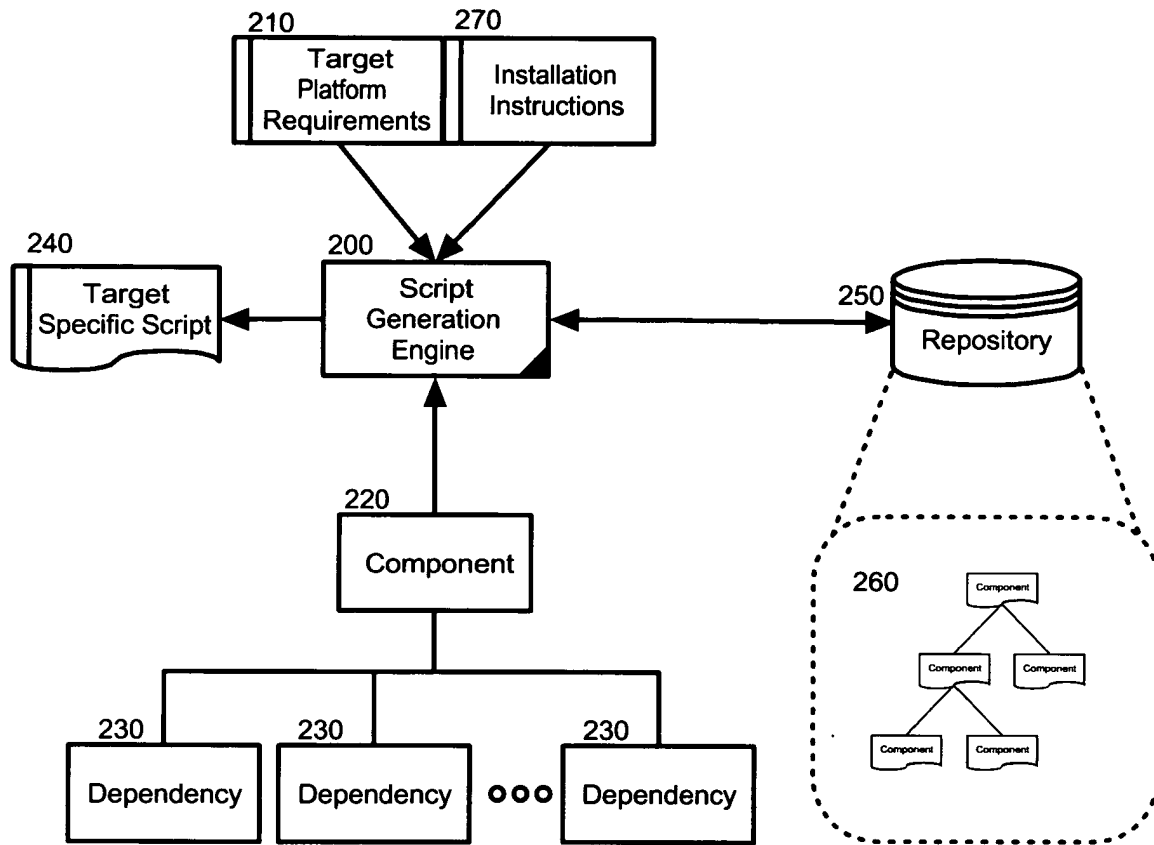 210
270
Target
Platform
Requirements
Installation
Instructions
240
Target
Specific Script
200
Script
Generation
Engine
250
Repository
220
Component
260
Component
Component
Component
Component
Component
230
Dependency
230
Dependency
230
Dependency